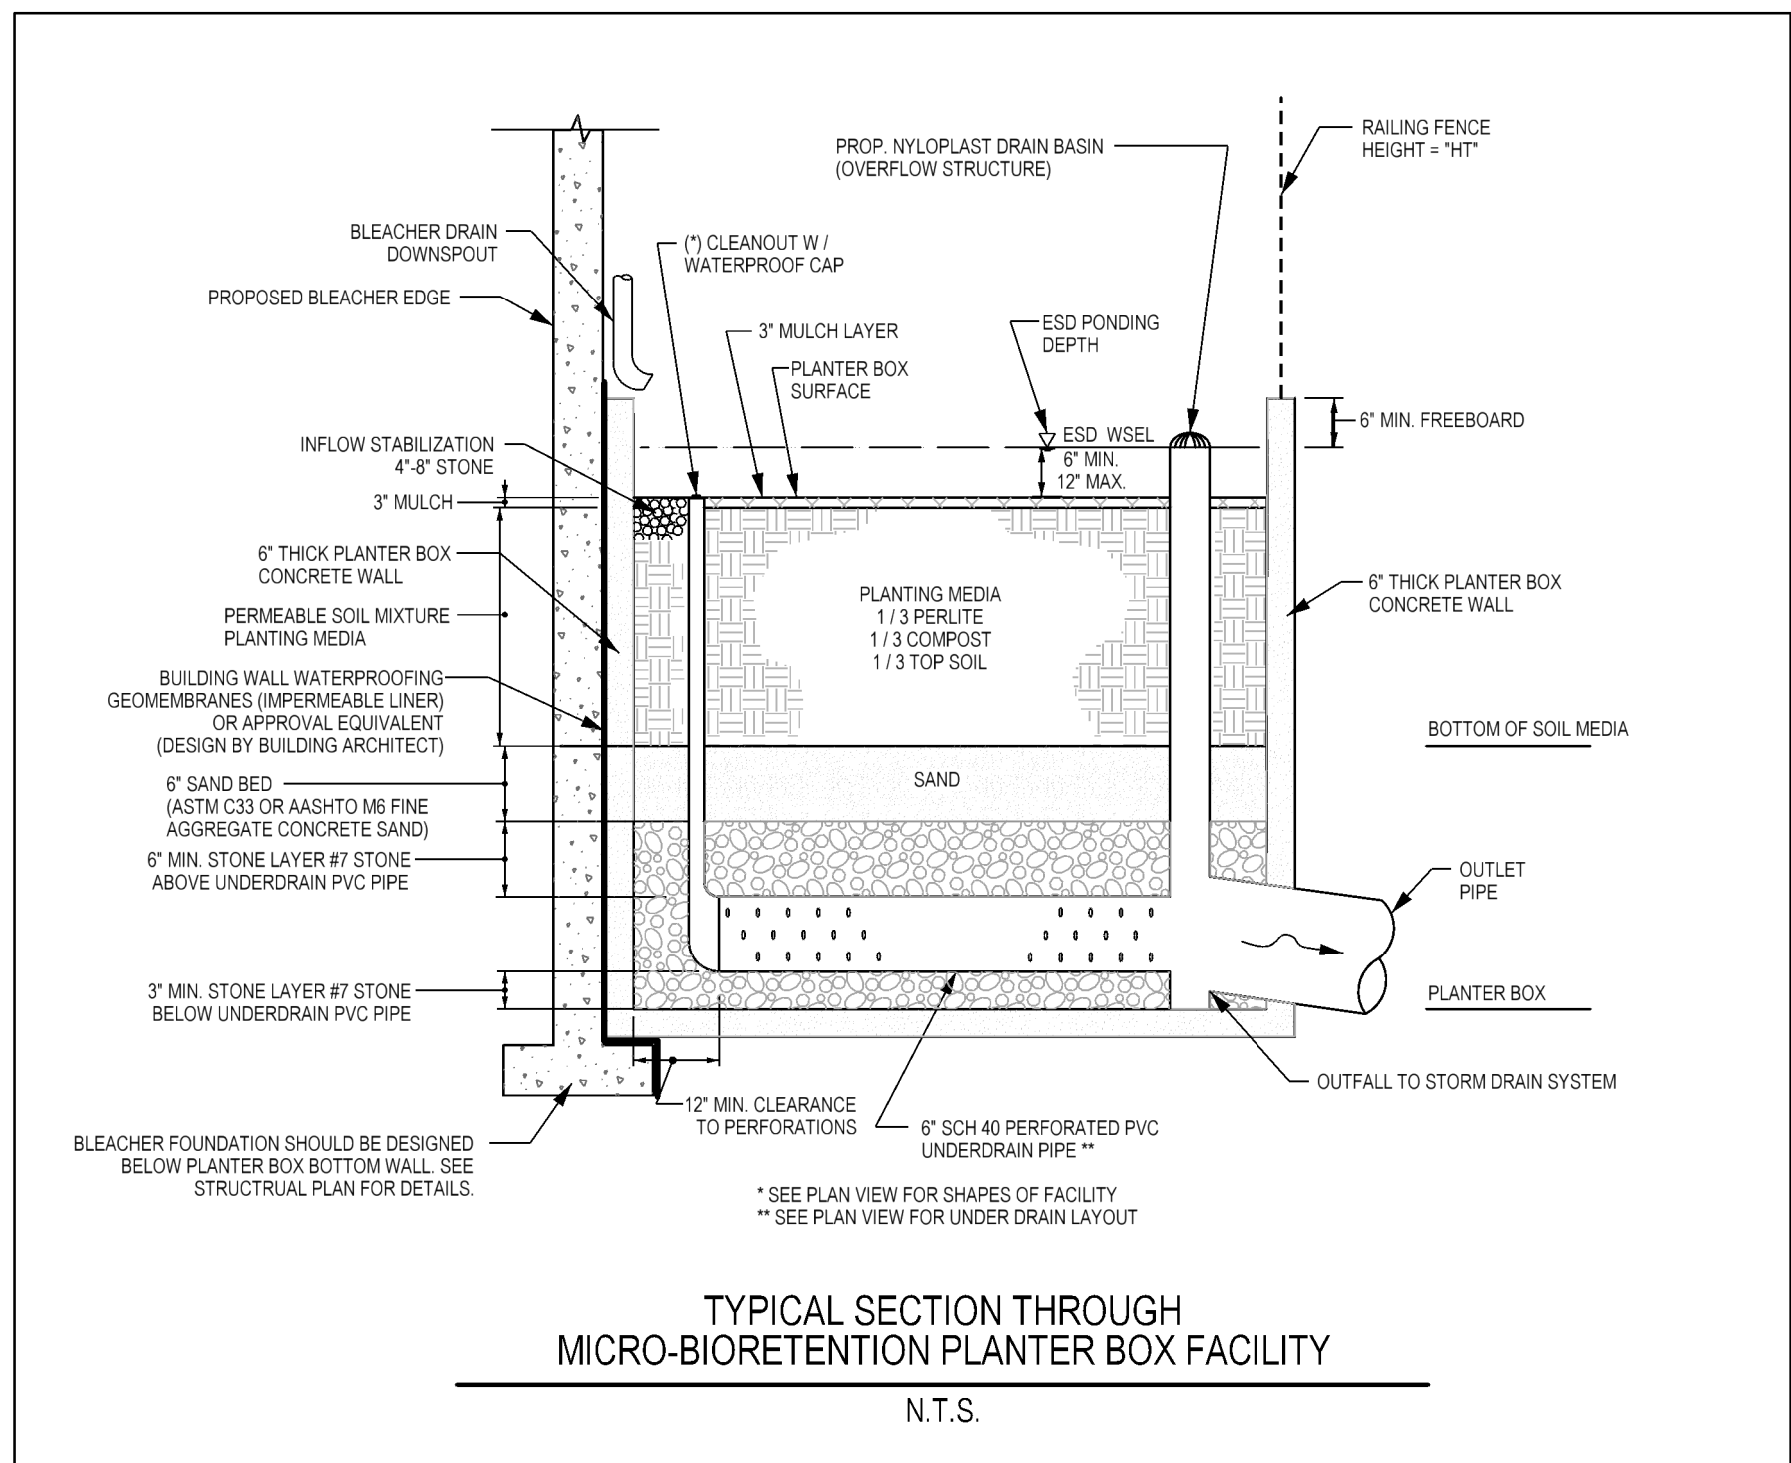 RAILING FENCE
HEIGHT = "HT"
PROP. NYLOPLAST DRAIN BASIN
(OVERFLOW STRUCTURE)
BLEACHER DRAIN
DOWNSPOUT
(*) CLEANOUT W /
WATERPROOF CAP
PROPOSED BLEACHER EDGE
3" MULCH LAYER
ESD PONDING
DEPTH
PLANTER BOX
SURFACE
6" MIN. FREEBOARD
ESD WSEL
6" MIN.
12" MAX.
INFLOW STABILIZATION
4"-8" STONE
3" MULCH
6" THICK PLANTER BOX
CONCRETE WALL
PERMEABLE SOIL MIXTURE
PLANTING MEDIA
PLANTING MEDIA
1 / 3 PERLITE
1 / 3 COMPOST
1 / 3 TOP SOIL
6" THICK PLANTER BOX
CONCRETE WALL
BUILDING WALL WATERPROOFING
GEOMEMBRANES (IMPERMEABLE LINER)
OR APPROVAL EQUIVALENT
(DESIGN BY BUILDING ARCHITECT)
BOTTOM OF SOIL MEDIA
6" SAND BED
(ASTM C33 OR AASHTO M6 FINE
AGGREGATE CONCRETE SAND)
SAND
6" MIN. STONE LAYER #7 STONE
ABOVE UNDERDRAIN PVC PIPE
OUTLET
PIPE
3" MIN. STONE LAYER #7 STONE
BELOW UNDERDRAIN PVC PIPE
PLANTER BOX
OUTFALL TO STORM DRAIN SYSTEM
12" MIN. CLEARANCE
TO PERFORATIONS
6" SCH 40 PERFORATED PVC
UNDERDRAIN PIPE **
BLEACHER FOUNDATION SHOULD BE DESIGNED
BELOW PLANTER BOX BOTTOM WALL. SEE
STRUCTRUAL PLAN FOR DETAILS.
* SEE PLAN VIEW FOR SHAPES OF FACILITY
** SEE PLAN VIEW FOR UNDER DRAIN LAYOUT
TYPICAL SECTION THROUGH
MICRO-BIORETENTION PLANTER BOX FACILITY
N.T.S.